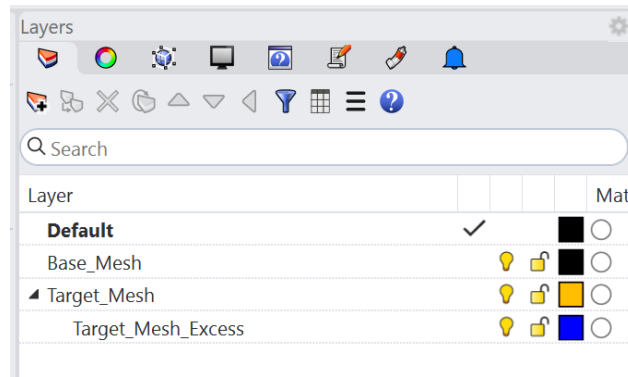 Layers
Search
Layer Mat
Default
Base_Mesh
Target_Mesh
Target_Mesh_Excess